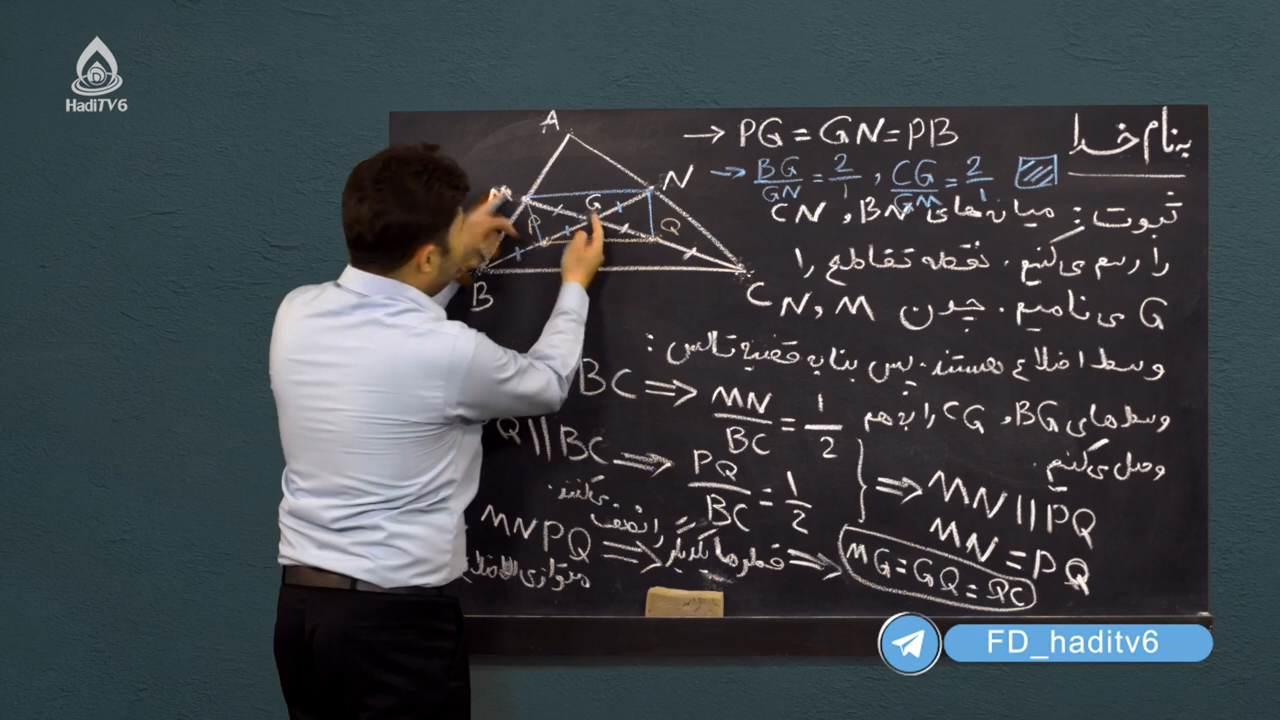 HadiTV6
به نام خدا
A
N
G
P
Q
B
C
→ PG = GN = PB
→ BG/GN = 2/1 , CG/GM = 2/1
ثبوت : میانه های BN و CN
را رسم می کنیم . نقطه تقاطع را
G می نامیم . چون M و N
وسط اضلاع هستند . پس بنا به قضیه تالس :
BC ⇒ MN/BC = 1/2
وسط های BG و CG را به هم
وصل می کنیم .
Q || BC ⇒ PQ/BC = 1/2
⇒ MN || PQ
MN = PQ
MNPQ ⇒ قطرها یکدیگر را نصف می کنند . ⇒ MG = GQ = QC
متوازی الاضلاع
FD_haditv6